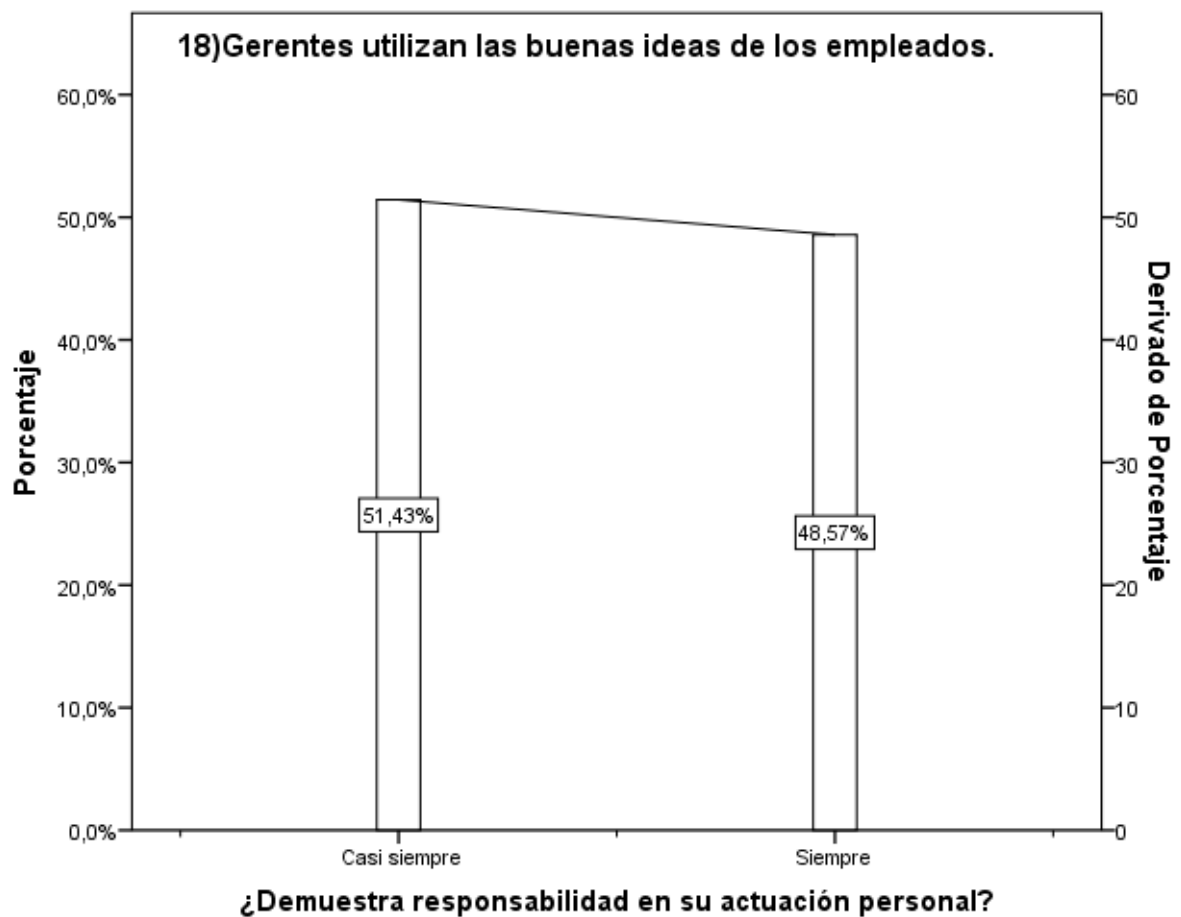 18)Gerentes utilizan las buenas ideas de los empleados.
60,0%
50,0%
40,0%
30,0%
20,0%
10,0%
0,0%
Porcentaje
60
50
40
30
20
10
0
Derivado de Porcentaje
51,43%
48,57%
Casi siempre
Siempre
¿Demuestra responsabilidad en su actuación personal?